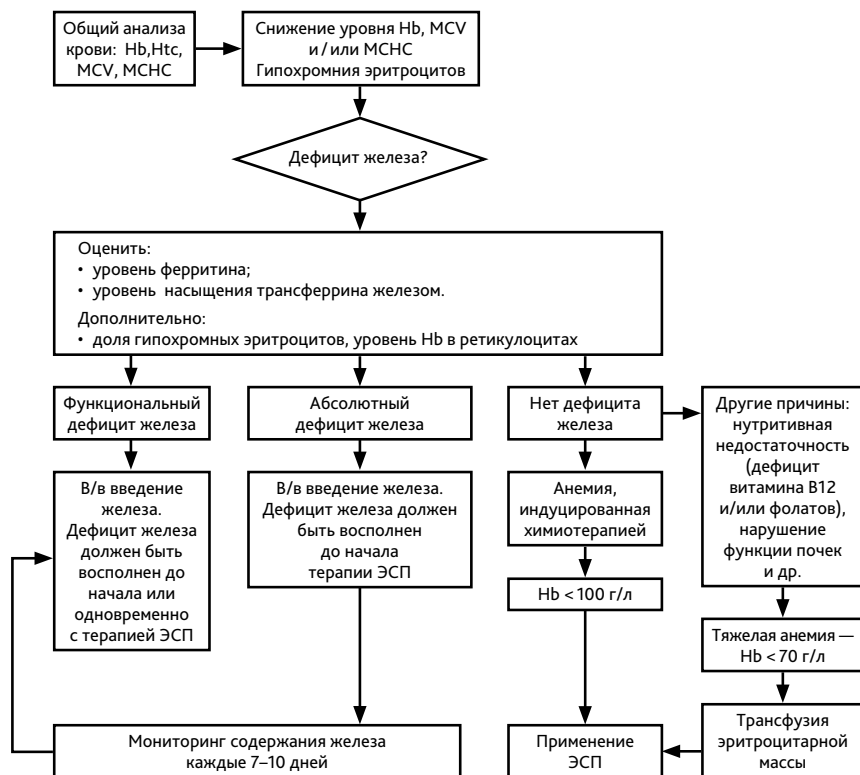 Общий анализа
крови: Hb,Htc,
MCV, MCHC
Снижение уровня Hb, MCV
и / или MCHC
Гипохромния эритроцитов
Дефицит железа?
Оценить:
• уровень ферритина;
• уровень насыщения трансферрина железом.
Дополнительно:
• доля гипохромных эритроцитов, уровень Hb в ретикулоцитах
Функциональный
дефицит железа
Абсолютный
дефицит железа
Нет дефицита
железа
Другие причины:
нутритивная
недостаточность
(дефицит
витамина B12
и/или фолатов),
нарушение
функции почек
и др.
В/в введение
железа.
Дефицит железа
должен быть
восполнен до
начала или
одновременно
с терапией ЭСП
В/в введение железа.
Дефицит железа должен
быть восполнен
до начала
терапии ЭСП
Анемия,
индуцированная
химиотерапией
Hb < 100 г/л
Тяжелая анемия —
Hb < 70 г/л
Мониторинг содержания железа
каждые 7–10 дней
Применение
ЭСП
Трансфузия
эритроцитарной
массы